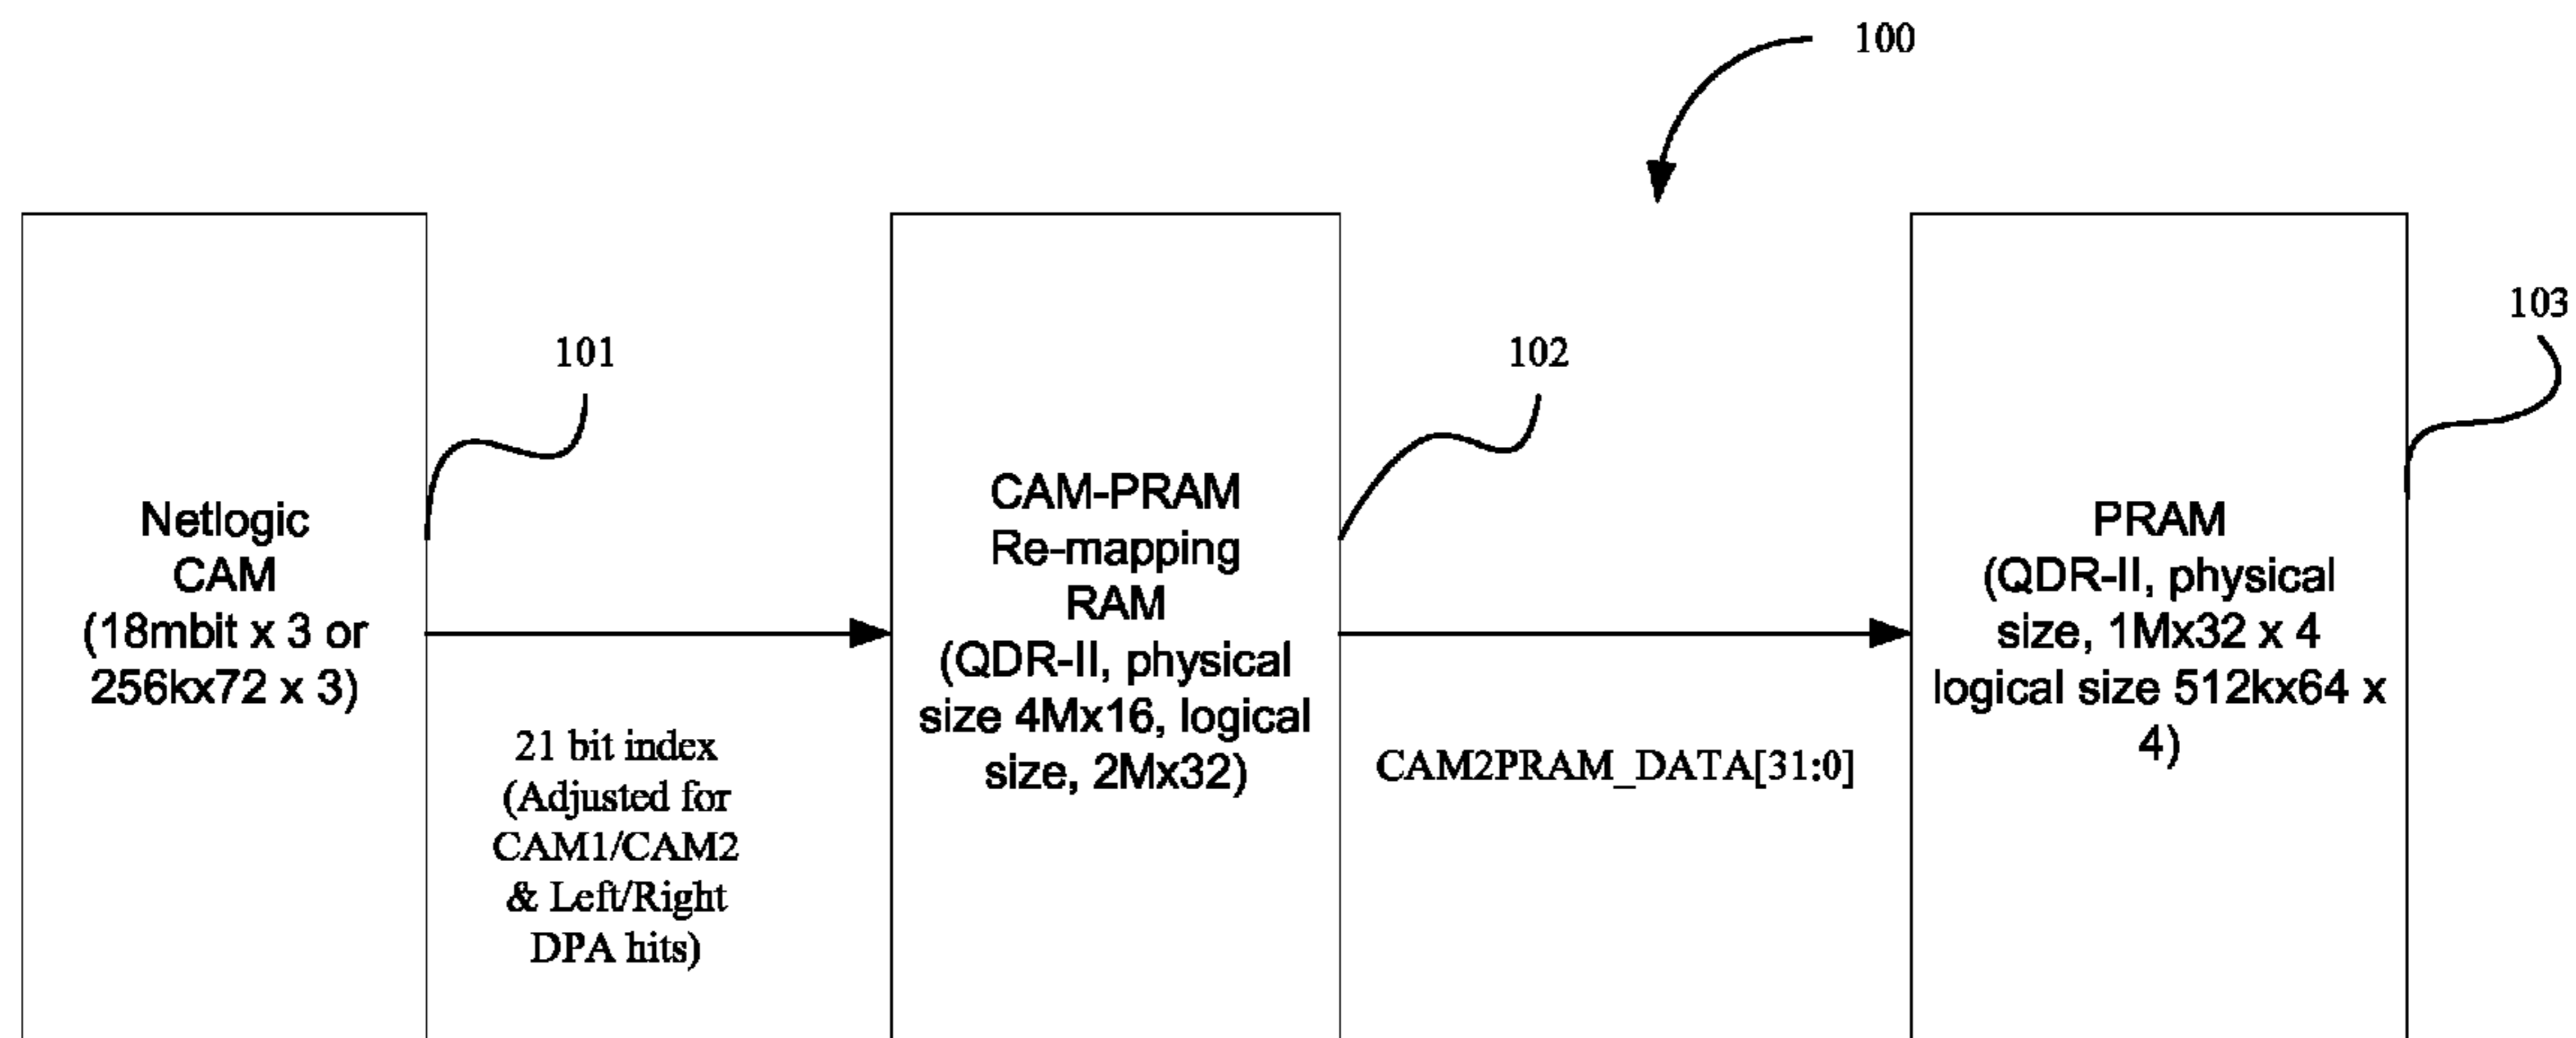 100
103
101
102
Netlogic
CAM
(18mbit x 3 or
256kx72 x 3)
21 bit index
(Adjusted for
CAM1/CAM2
& Left/Right
DPA hits)
CAM-PRAM
Re-mapping
RAM
(QDR-II, physical
size 4Mx16, logical
size, 2Mx32)
CAM2PRAM_DATA[31:0]
PRAM
(QDR-II, physical
size, 1Mx32 x 4
logical size 512kx64 x
4)